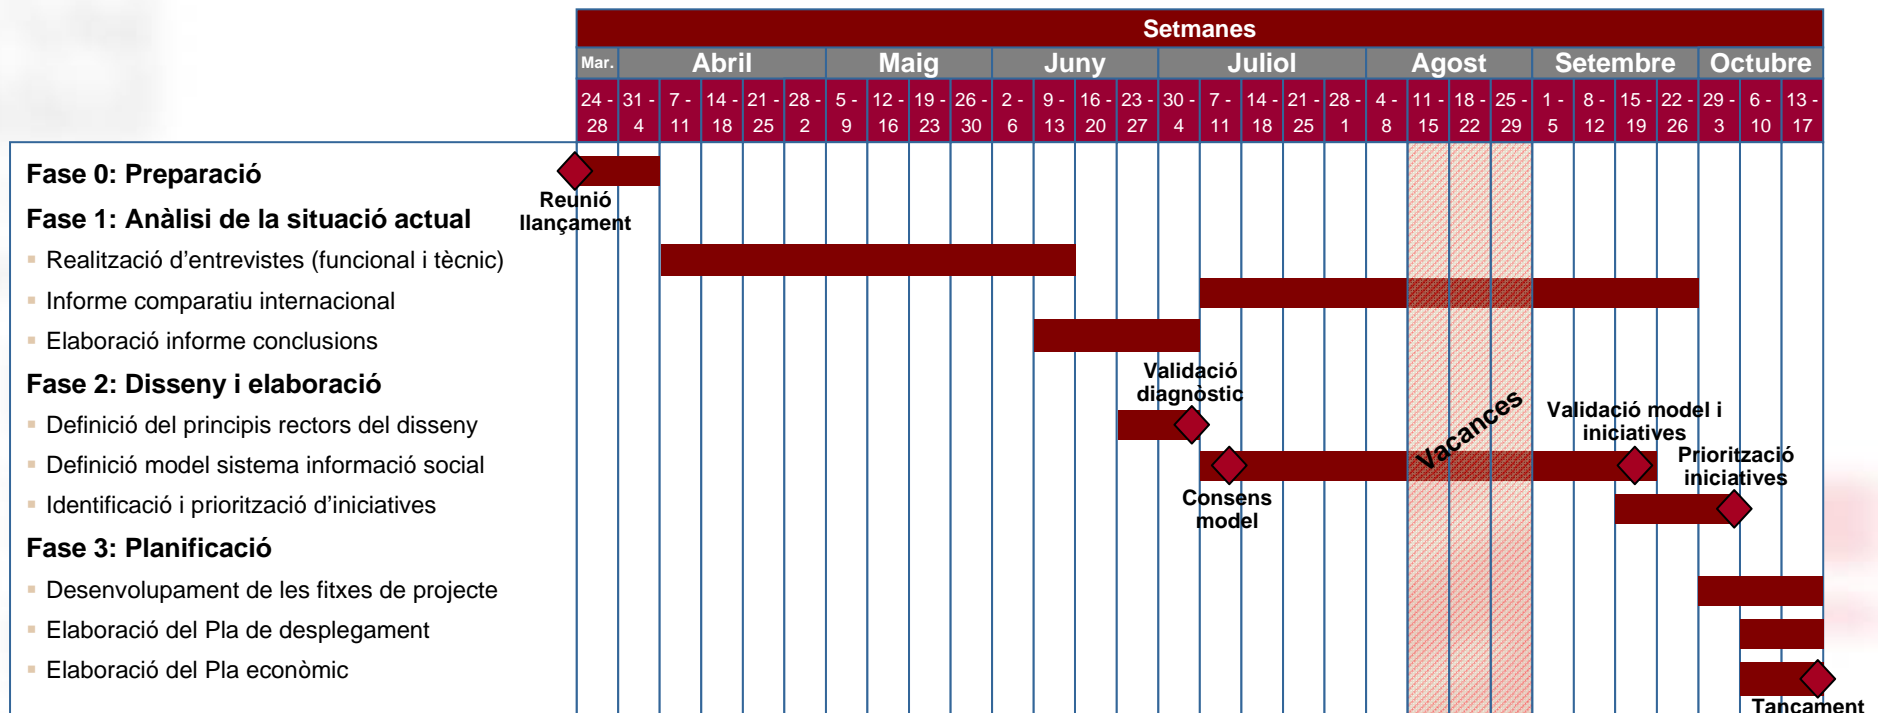 Setmanes
Mar. Abril Maig Juny Juliol Agost Setembre Octubre
24 - 31 - 7 - 14 - 21 - 28 - 5 - 12 - 19 - 26 - 2 - 9 - 16 - 23 - 30 - 7 - 14 - 21 - 28 - 4 - 11 - 18 - 25 - 1 - 8 - 15 - 22 - 29 - 6 - 13 -
28 4 11 18 25 2 9 16 23 30 6 13 20 27 4 11 18 25 1 8 15 22 29 5 12 19 26 3 10 17
Fase 0: Preparació
Reunió
llançament
Fase 1: Anàlisi de la situació actual
Realització d'entrevistes (funcional i tècnic)
Informe comparatiu internacional
Elaboració informe conclusions
Validació
diagnòstic
Fase 2: Disseny i elaboració
Definició del principis rectors del disseny
Vacances
Validació model i
iniciatives
Definició model sistema informació social
Consens
model
Priorització
iniciatives
Identificació i priorització d'iniciatives
Fase 3: Planificació
Desenvolupament de les fitxes de projecte
Elaboració del Pla de desplegament
Elaboració del Pla econòmic
Tancament